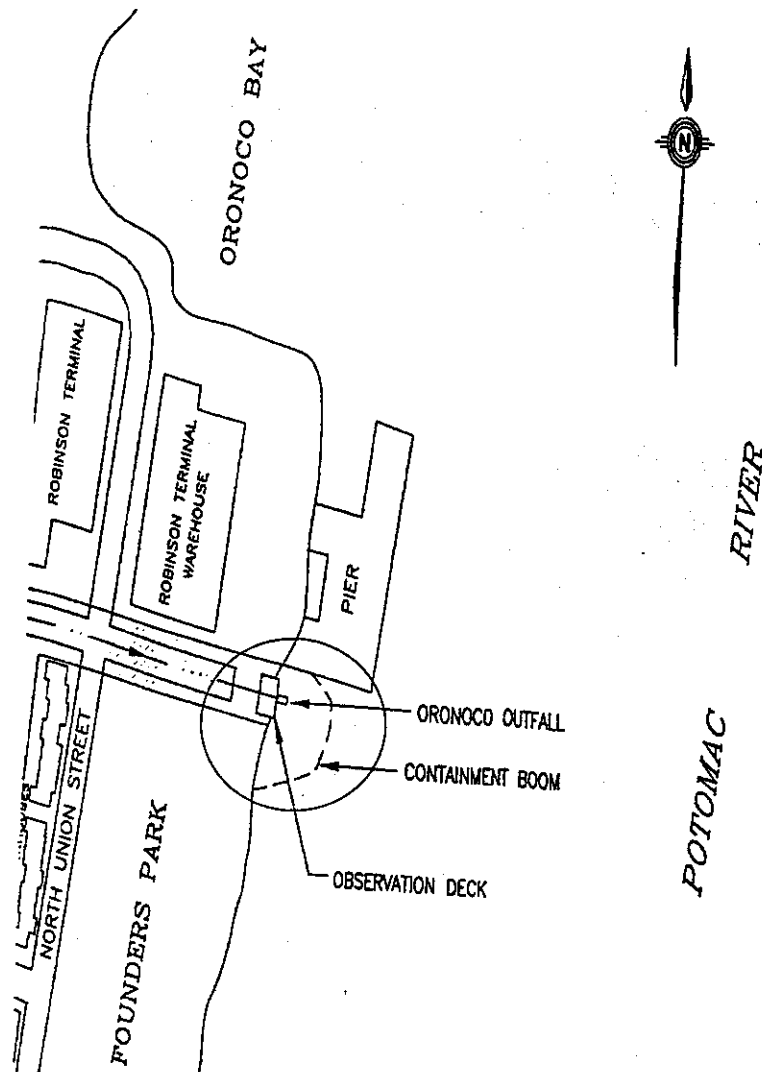 ORONOCO BAY
N
ROBINSON TERMINAL
ROBINSON TERMINAL
WAREHOUSE
PIER
RIVER
POTOMAC
ORONOCO OUTFALL
CONTAINMENT BOOM
OBSERVATION DECK
NORTH UNION STREET
FOUNDERS PARK